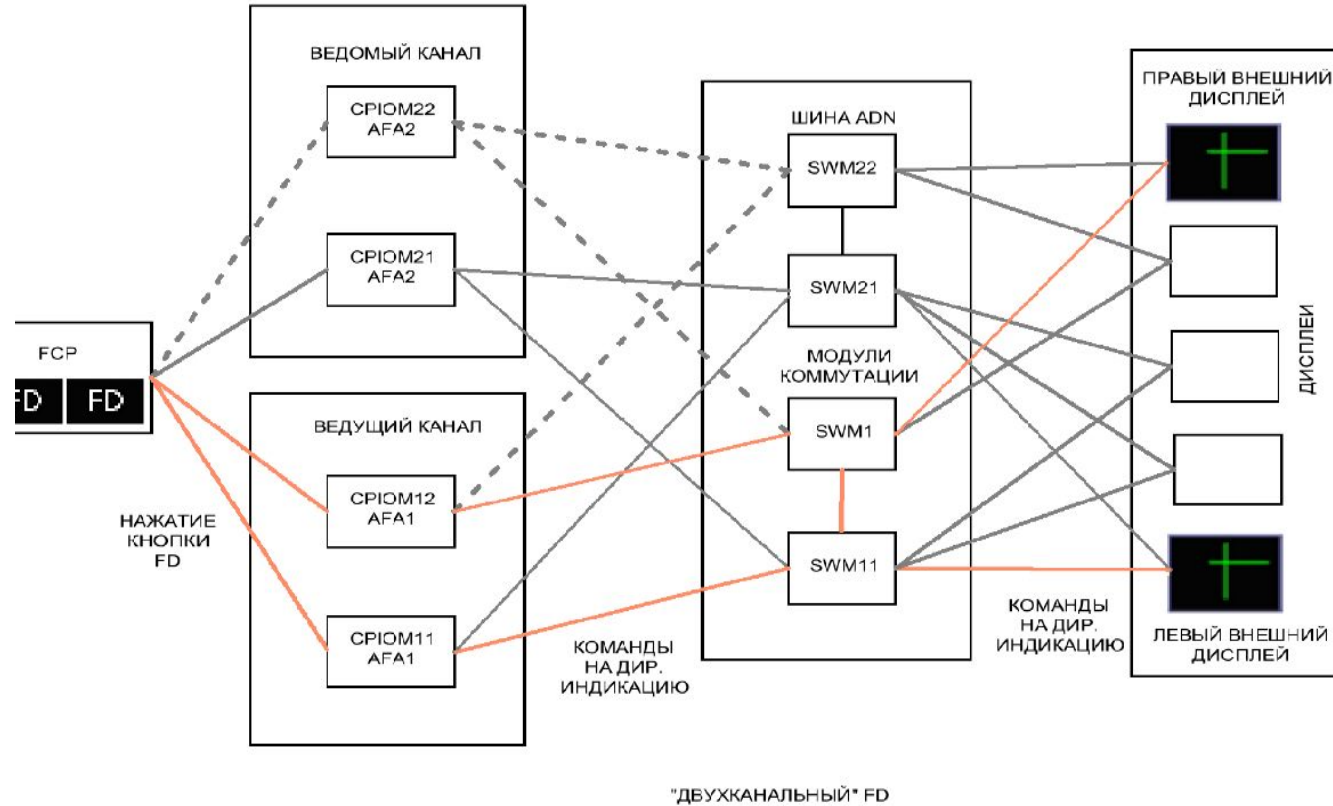 ВЕДОМЫЙ КАНАЛ
CPIOM22
AFA2
CPIOM21
AFA2
FCP
FD
FD
ВЕДУЩИЙ КАНАЛ
CPIOM12
AFA1
CPIOM11
AFA1
НАЖАТИЕ
КНОПКИ
FD
КОМАНДЫ
НА ДИР.
ИНДИКАЦИЮ
ШИНА ADN
SWM22
SWM21
МОДУЛИ
КОММУТАЦИИ
SWM1
SWM11
КОМАНДЫ
НА ДИР.
ИНДИКАЦИЮ
ПРАВЫЙ ВНЕШНИЙ
ДИСПЛЕЙ
ДИСПЛЕИ
ЛЕВЫЙ ВНЕШНИЙ
ДИСПЛЕЙ
"ДВУХКАНАЛЬНЫЙ" FD